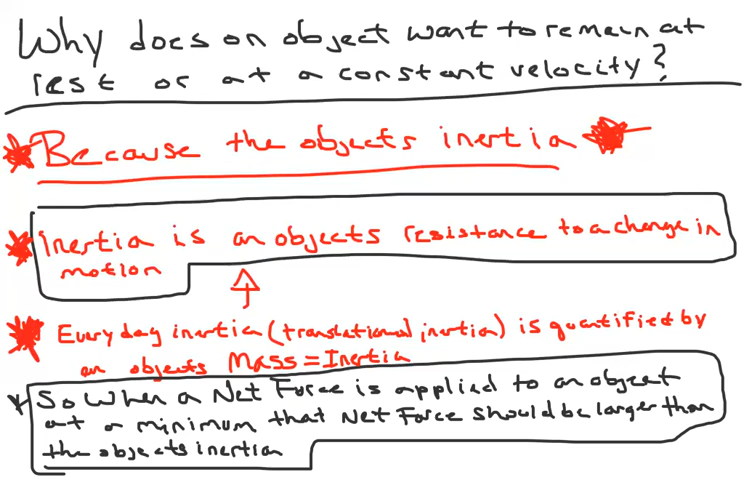 Why does an object want to remain at
rest or at a constant velocity?
Because the objects inertia
Inertia is an objects resistance to a change in
motion
Every day inertia (translational inertia) is quantified by
an objects Mass = Inertia
So when a Net Force is applied to an object
at a minimum that Net Force should be larger than
the objects inertia